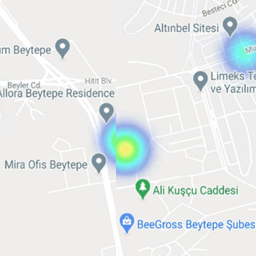 Besteci Cd.
Altınbel Sitesi
um Beytepe
Hitit Blv.
Beyler Cd.
Allora Beytepe Residence
Limeks Te
ve Yazılım
Mira Ofis Beytepe
Ali Kuşçu Caddesi
BeeGross Beytepe Şubes